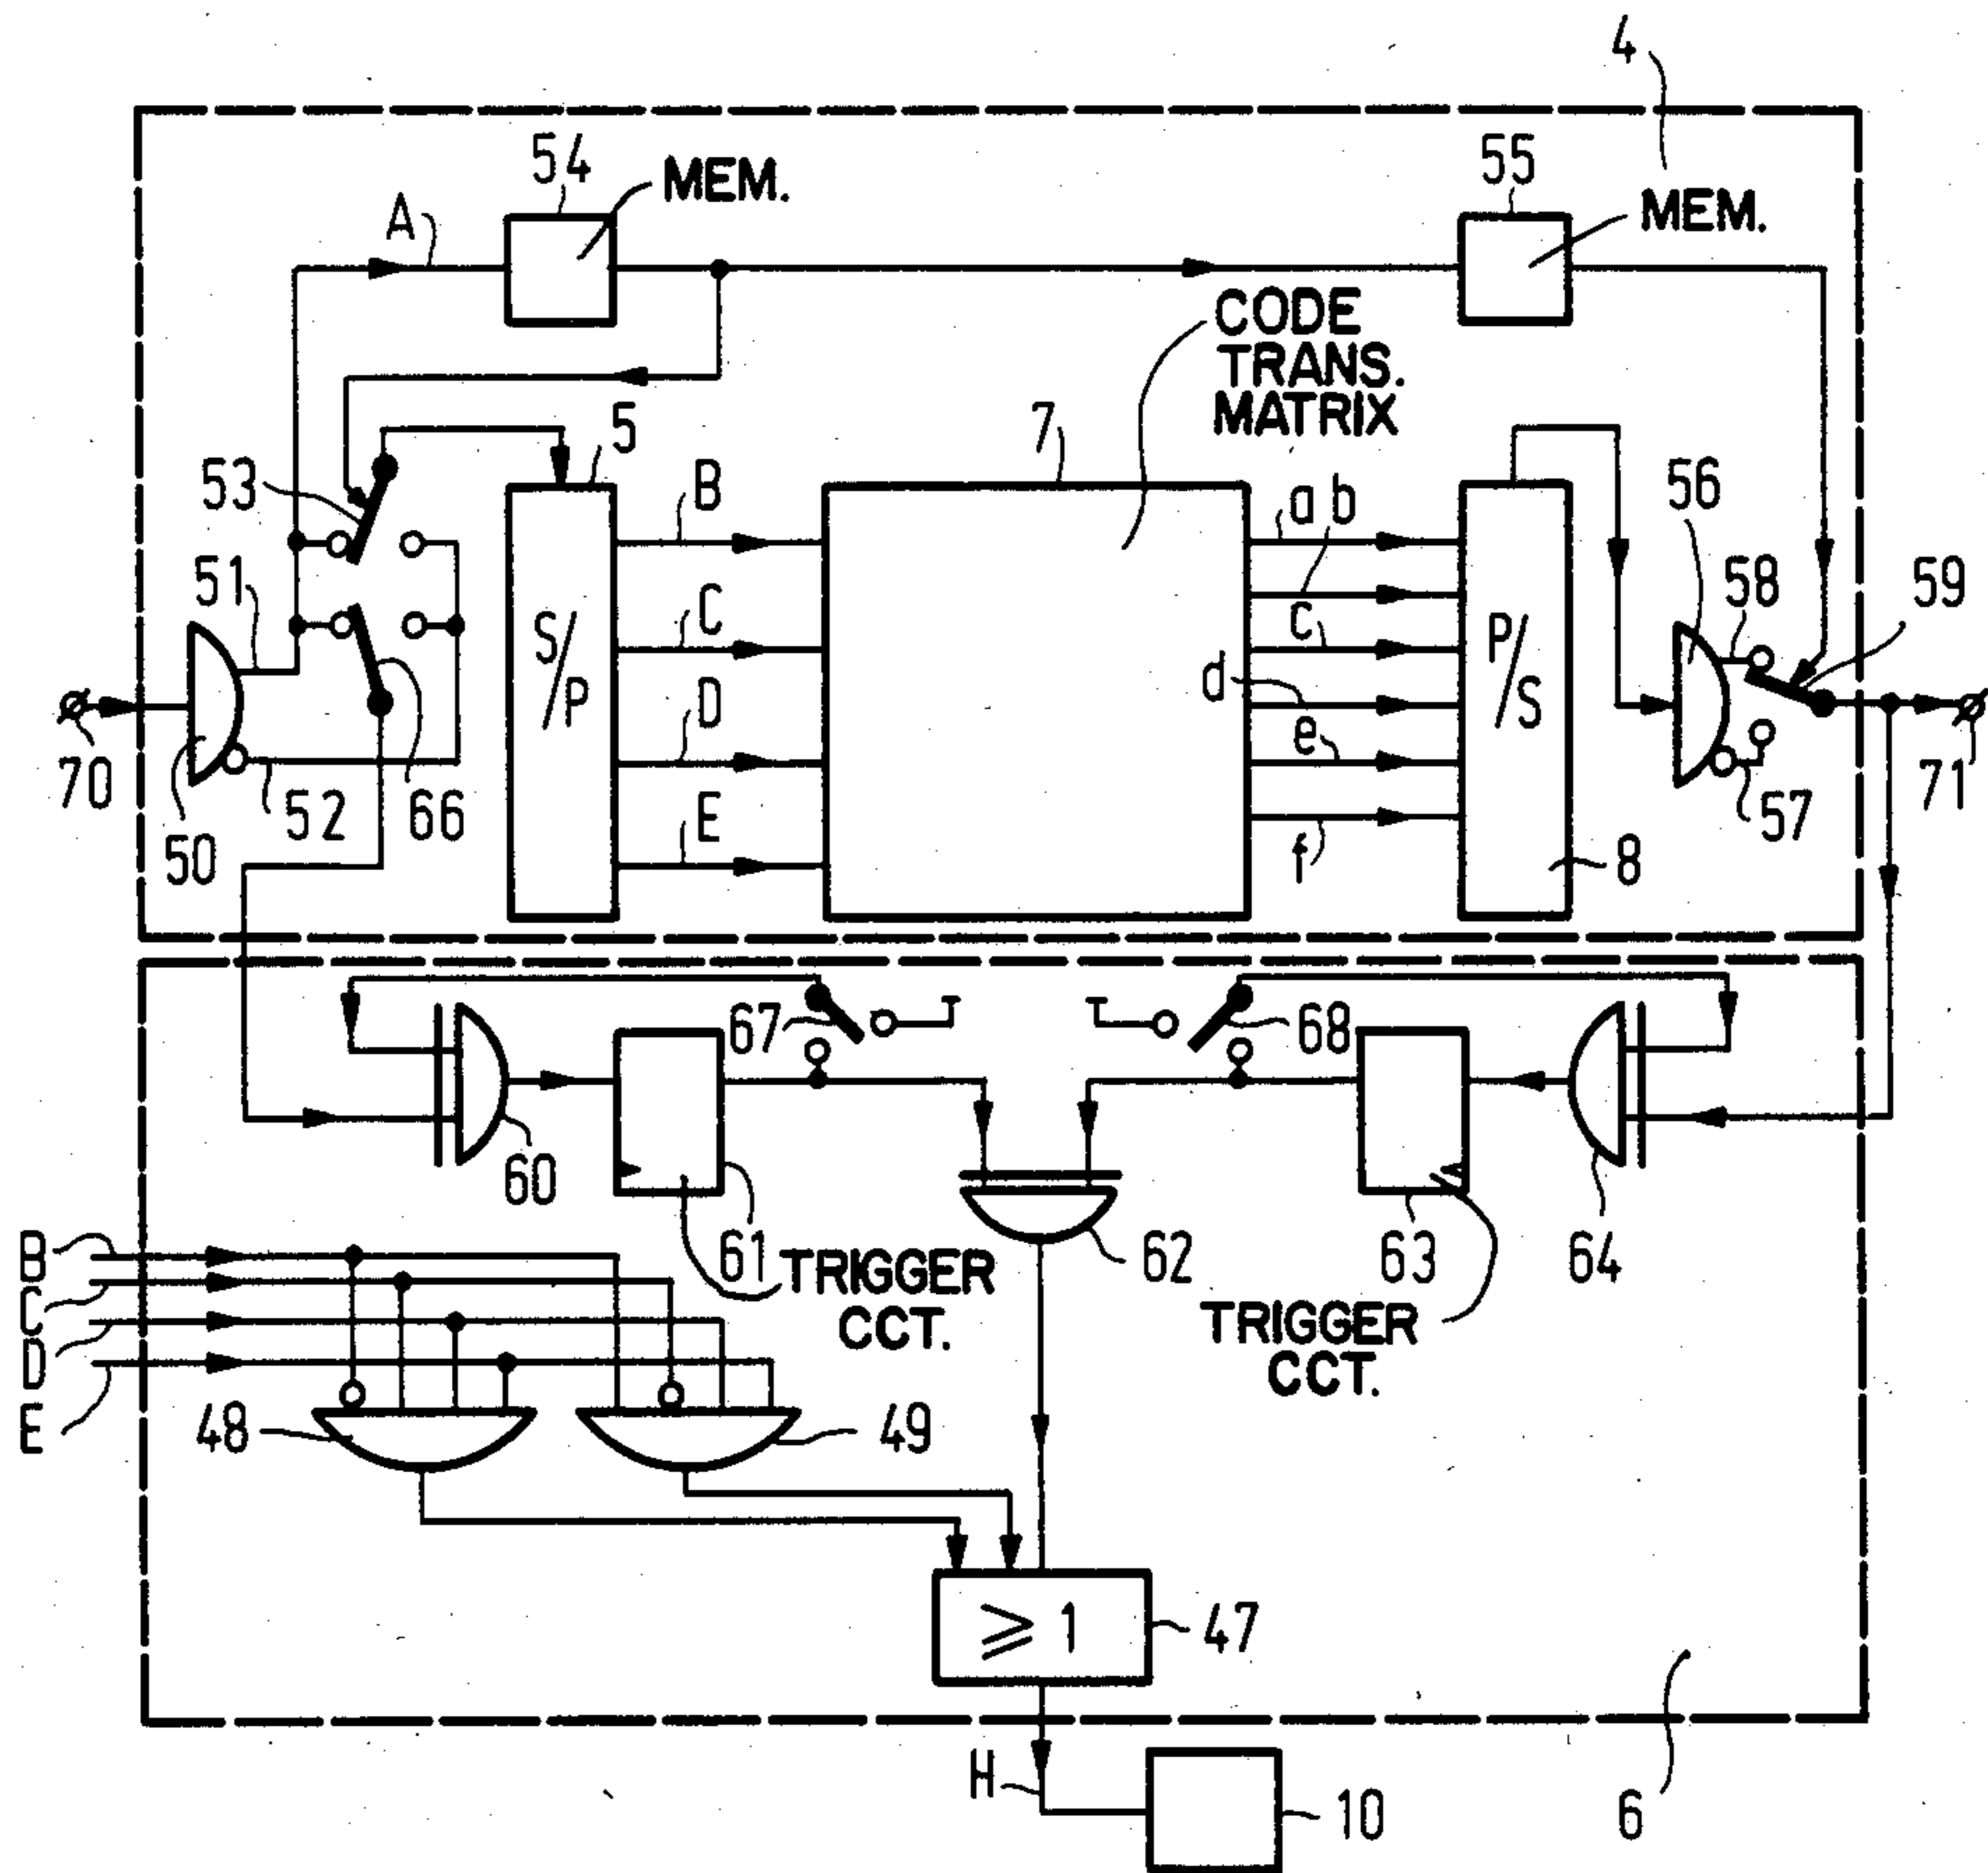 4
54
MEM.
55
MEM.
A
CODE
TRANS.
MATRIX
5
7
53
B
a b
56
51
58
59
S/P
C
c
P/S
d
D
e
70
52
66
57
71
50
E
f
8
67
68
60
61
62
63
64
B
C
D
E
TRIGGER
CCT.
TRIGGER
CCT.
48
49
≥ 1
47
H
10
6